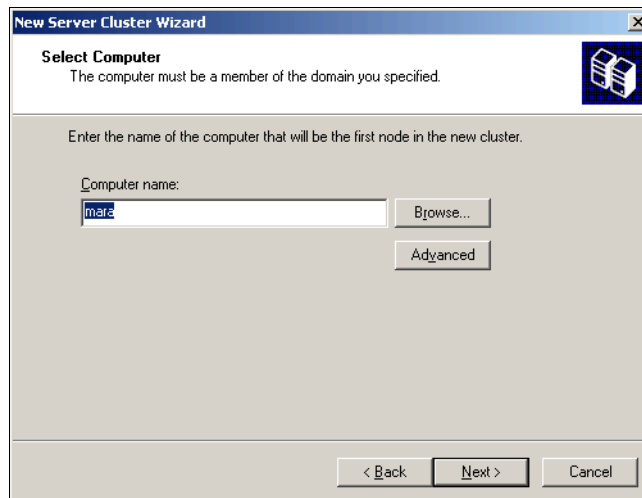 New Server Cluster Wizard
Select Computer
The computer must be a member of the domain you specified.
Enter the name of the computer that will be the first node in the new cluster.
Computer name:
mara
Browse...
Advanced
< Back Next > Cancel